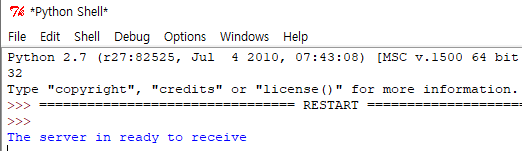 *Python Shell*
File Edit Shell Debug Options Windows Help
Python 2.7 (r27:82525, Jul  4 2010, 07:43:08) [MSC v.1500 64 bit
32
Type "copyright", "credits" or "license()" for more information.
>>> ================================ RESTART ===================
>>>
The server in ready to receive